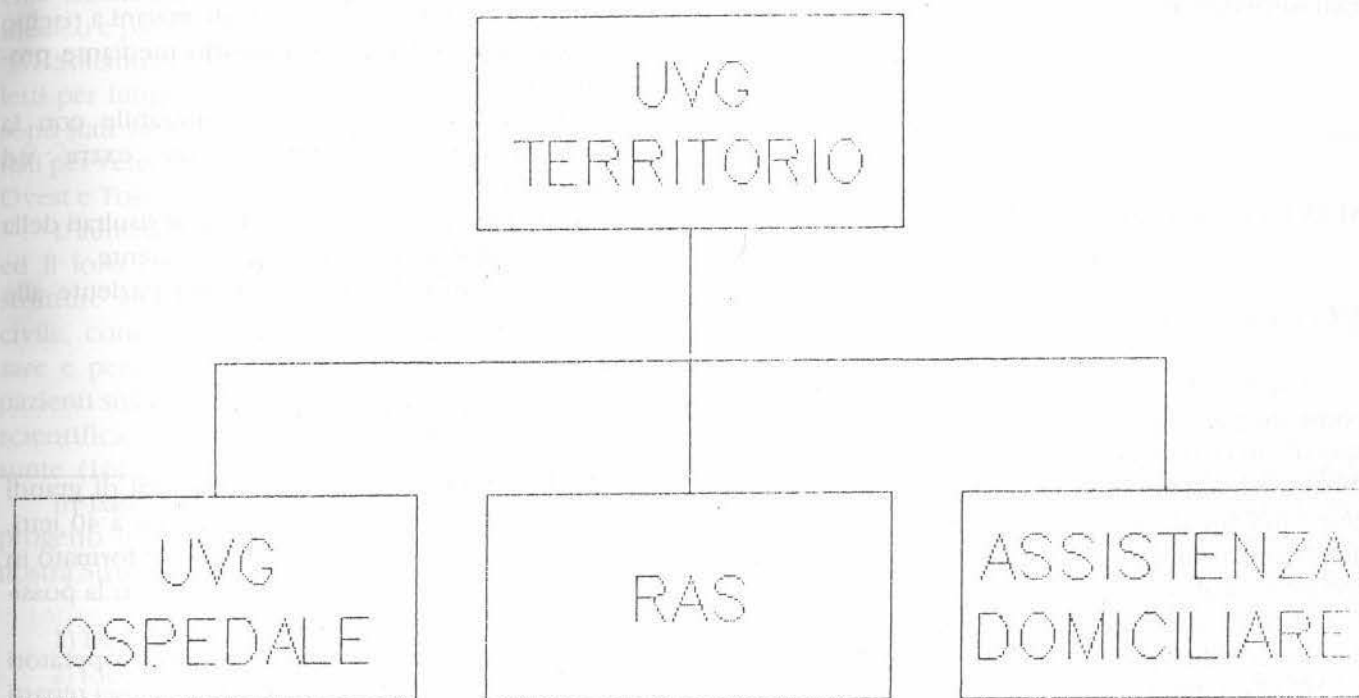 UVG
TERRITORIO
UVG
OSPEDALE
RAS
ASSISTENZA
DOMICILIARE